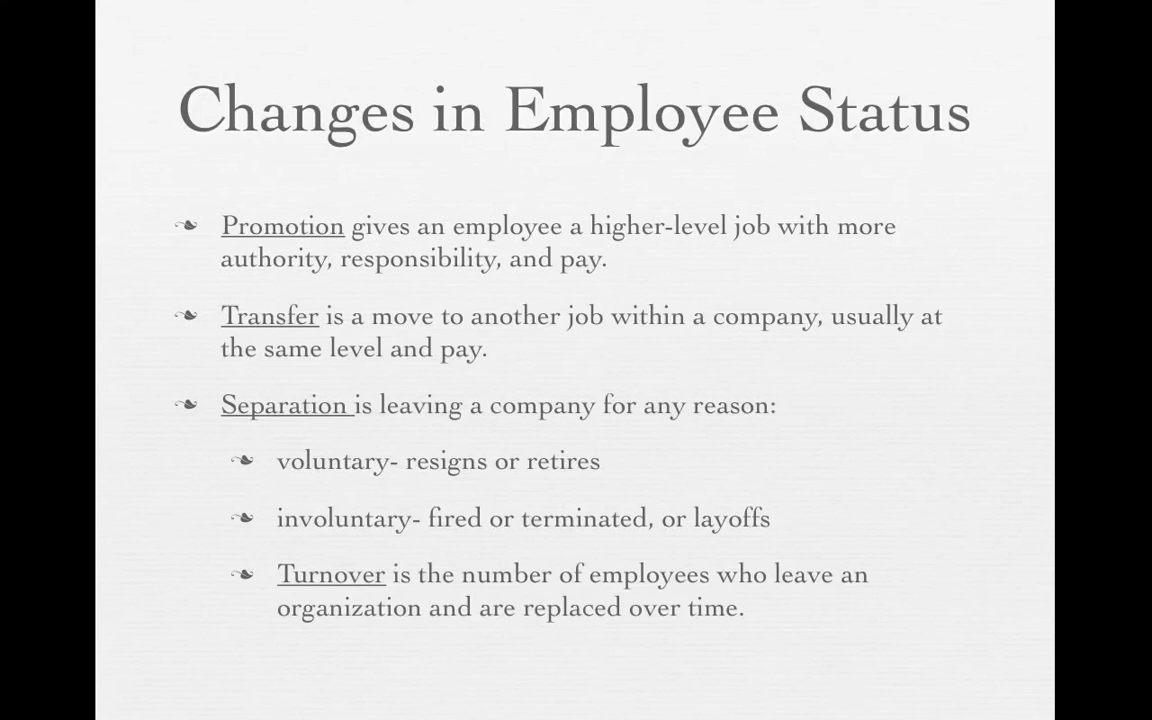 Changes in Employee Status
Promotion gives an employee a higher-level job with more
authority, responsibility, and pay.
Transfer is a move to another job within a company, usually at
the same level and pay.
Separation is leaving a company for any reason:
voluntary- resigns or retires
involuntary- fired or terminated, or layoffs
Turnover is the number of employees who leave an
organization and are replaced over time.